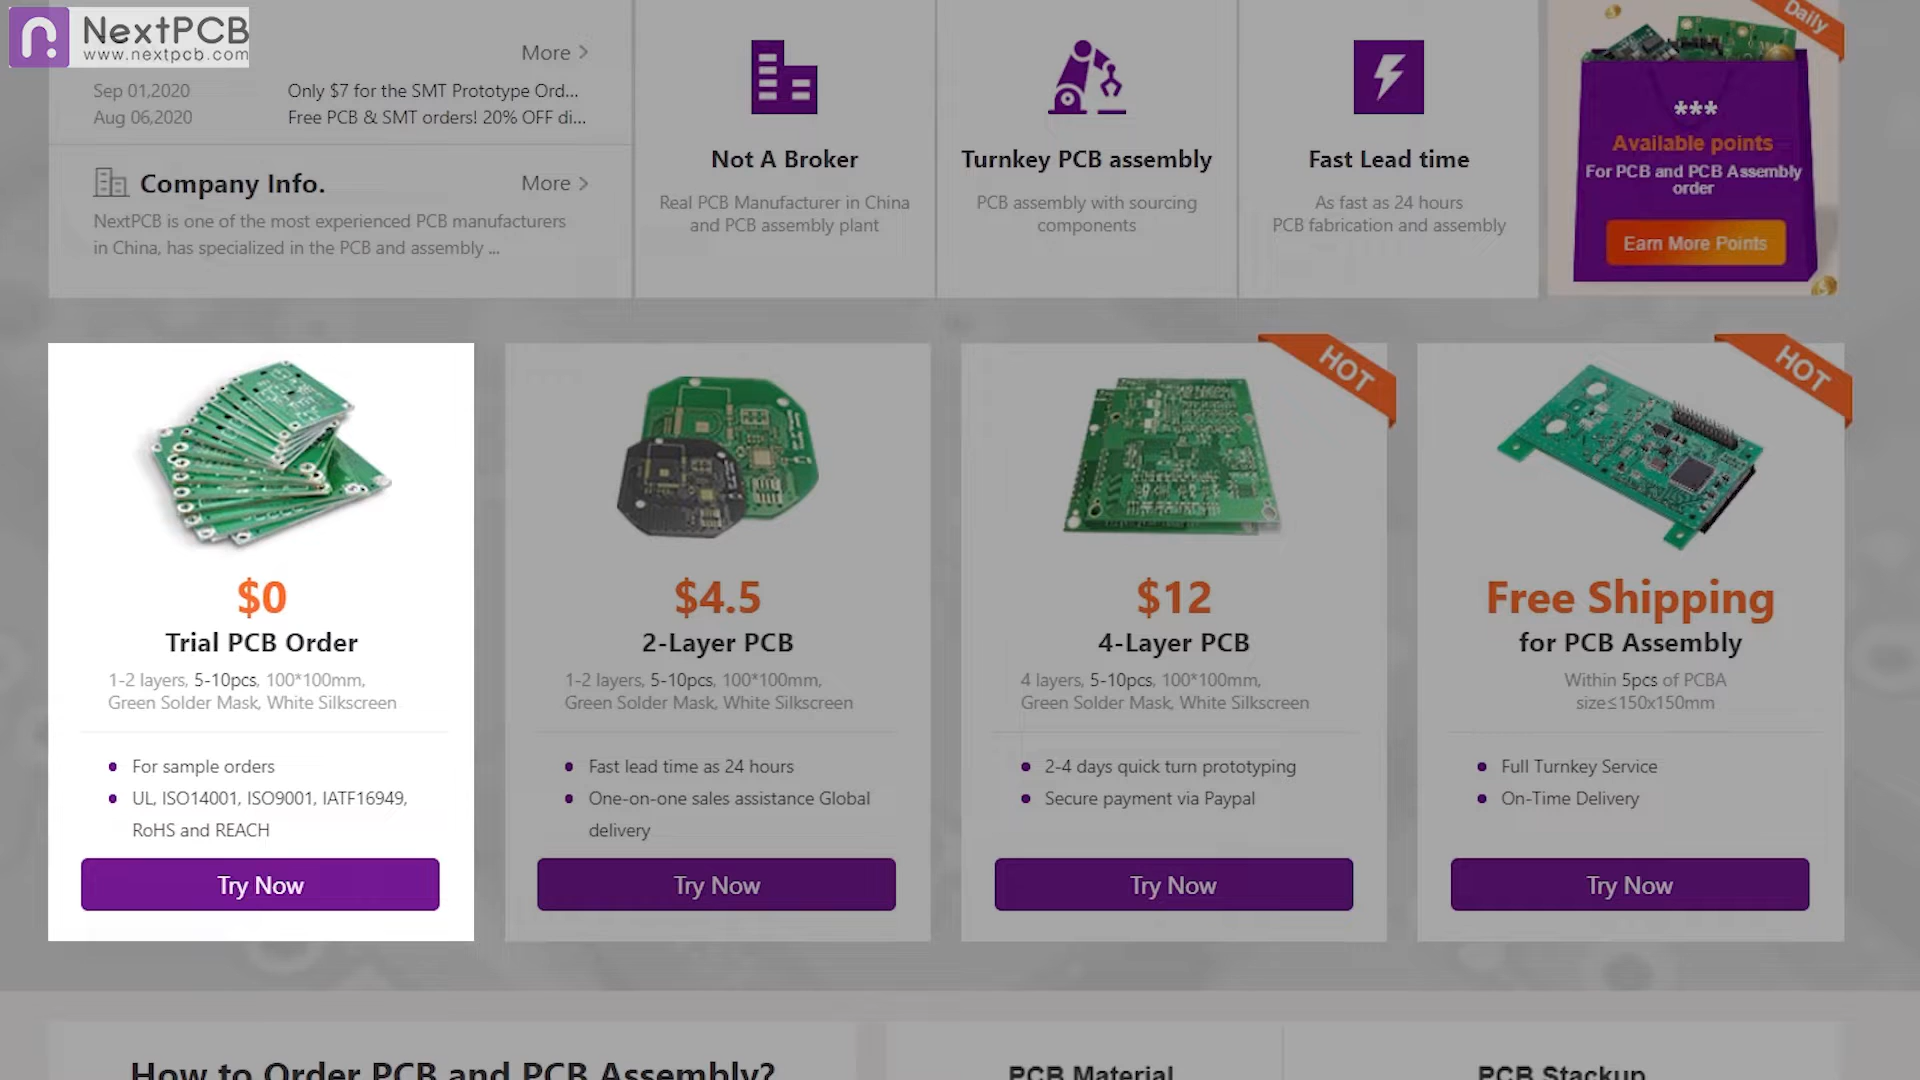 NextPCB
www.nextpcb.com
More >
Sep 01,2020 Only $7 for the SMT Prototype Ord...
Aug 06,2020 Free PCB & SMT orders! 20% OFF di...
Company Info. More >
NextPCB is one of the most experienced PCB manufacturers
in China, has specialized in the PCB and assembly ...
Not A Broker
Real PCB Manufacturer in China
and PCB assembly plant
Turnkey PCB assembly
PCB assembly with sourcing
components
Fast Lead time
As fast as 24 hours
PCB fabrication and assembly
Daily
***
Available points
For PCB and PCB Assembly
order
Earn More Points
$0
Trial PCB Order
1-2 layers, 5-10pcs, 100*100mm,
Green Solder Mask, White Silkscreen
• For sample orders
• UL, ISO14001, ISO9001, IATF16949,
RoHS and REACH
Try Now
$4.5
2-Layer PCB
1-2 layers, 5-10pcs, 100*100mm,
Green Solder Mask, White Silkscreen
• Fast lead time as 24 hours
• One-on-one sales assistance Global
delivery
Try Now
HOT
$12
4-Layer PCB
4 layers, 5-10pcs, 100*100mm,
Green Solder Mask, White Silkscreen
• 2-4 days quick turn prototyping
• Secure payment via Paypal
Try Now
HOT
Free Shipping
for PCB Assembly
Within 5pcs of PCBA
size≤150x150mm
• Full Turnkey Service
• On-Time Delivery
Try Now
How to Order PCB and PCB Assembly?
PCB Material
PCB Stackup